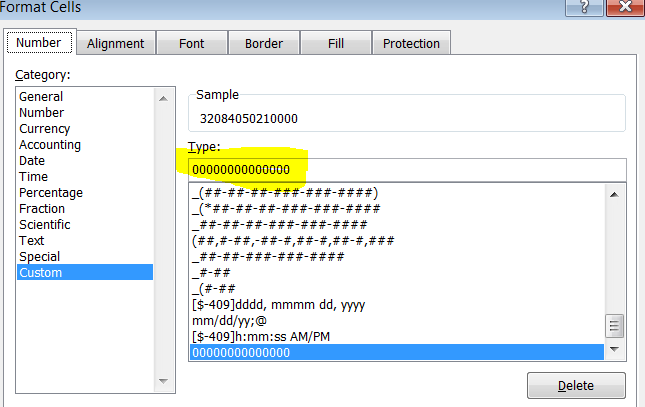 Format Cells
?
Number Alignment Font Border Fill Protection
Category:
General
Number
Currency
Accounting
Date
Time
Percentage
Fraction
Scientific
Text
Special
Custom
Sample
32084050210000
Type:
00000000000000
_(##-##-##-###-###-####)
_(*##-##-##-###-###-####
_##-##-##-###-###-####
(##,#-##,-##-#,##-#,##-#,###
_##-##-###-###-####
_#-##
_(#-##
[$-409]dddd, mmmm dd, yyyy
mm/dd/yy;@
[$-409]h:mm:ss AM/PM
00000000000000
Delete